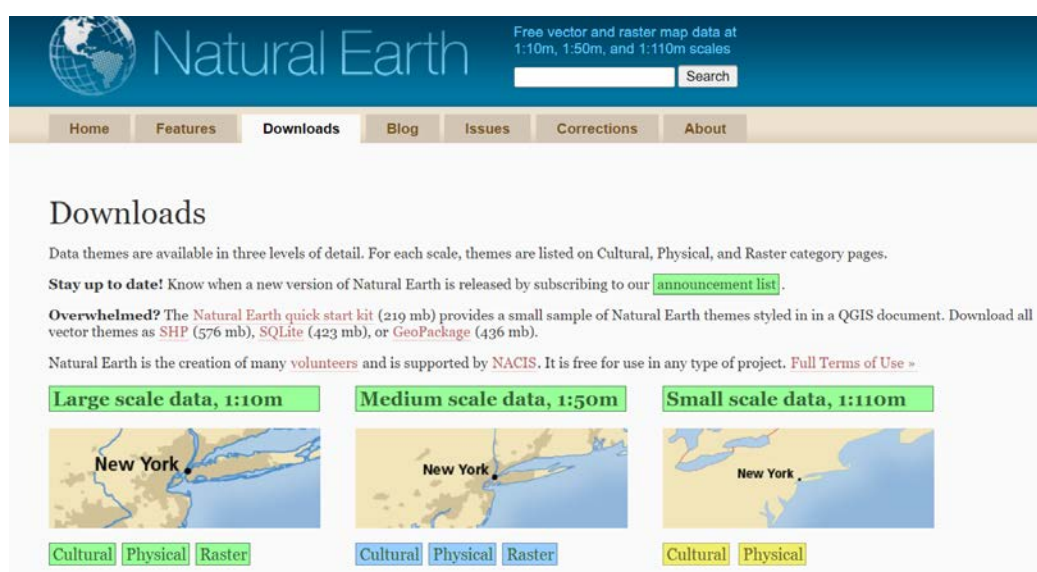 Natural Earth
Free vector and raster map data at
1:10m, 1:50m, and 1:110m scales
Search
Home Features Downloads Blog Issues Corrections About
Downloads
Data themes are available in three levels of detail. For each scale, themes are listed on Cultural, Physical, and Raster category pages.
Stay up to date! Know when a new version of Natural Earth is released by subscribing to our announcement list.
Overwhelmed? The Natural Earth quick start kit (219 mb) provides a small sample of Natural Earth themes styled in in a QGIS document. Download all
vector themes as SHP (576 mb), SQLite (423 mb), or GeoPackage (436 mb).
Natural Earth is the creation of many volunteers and is supported by NACIS. It is free for use in any type of project. Full Terms of Use »
Large scale data, 1:10m
New York
Cultural Physical Raster
Medium scale data, 1:50m
New York
Cultural Physical Raster
Small scale data, 1:110m
New York
Cultural Physical